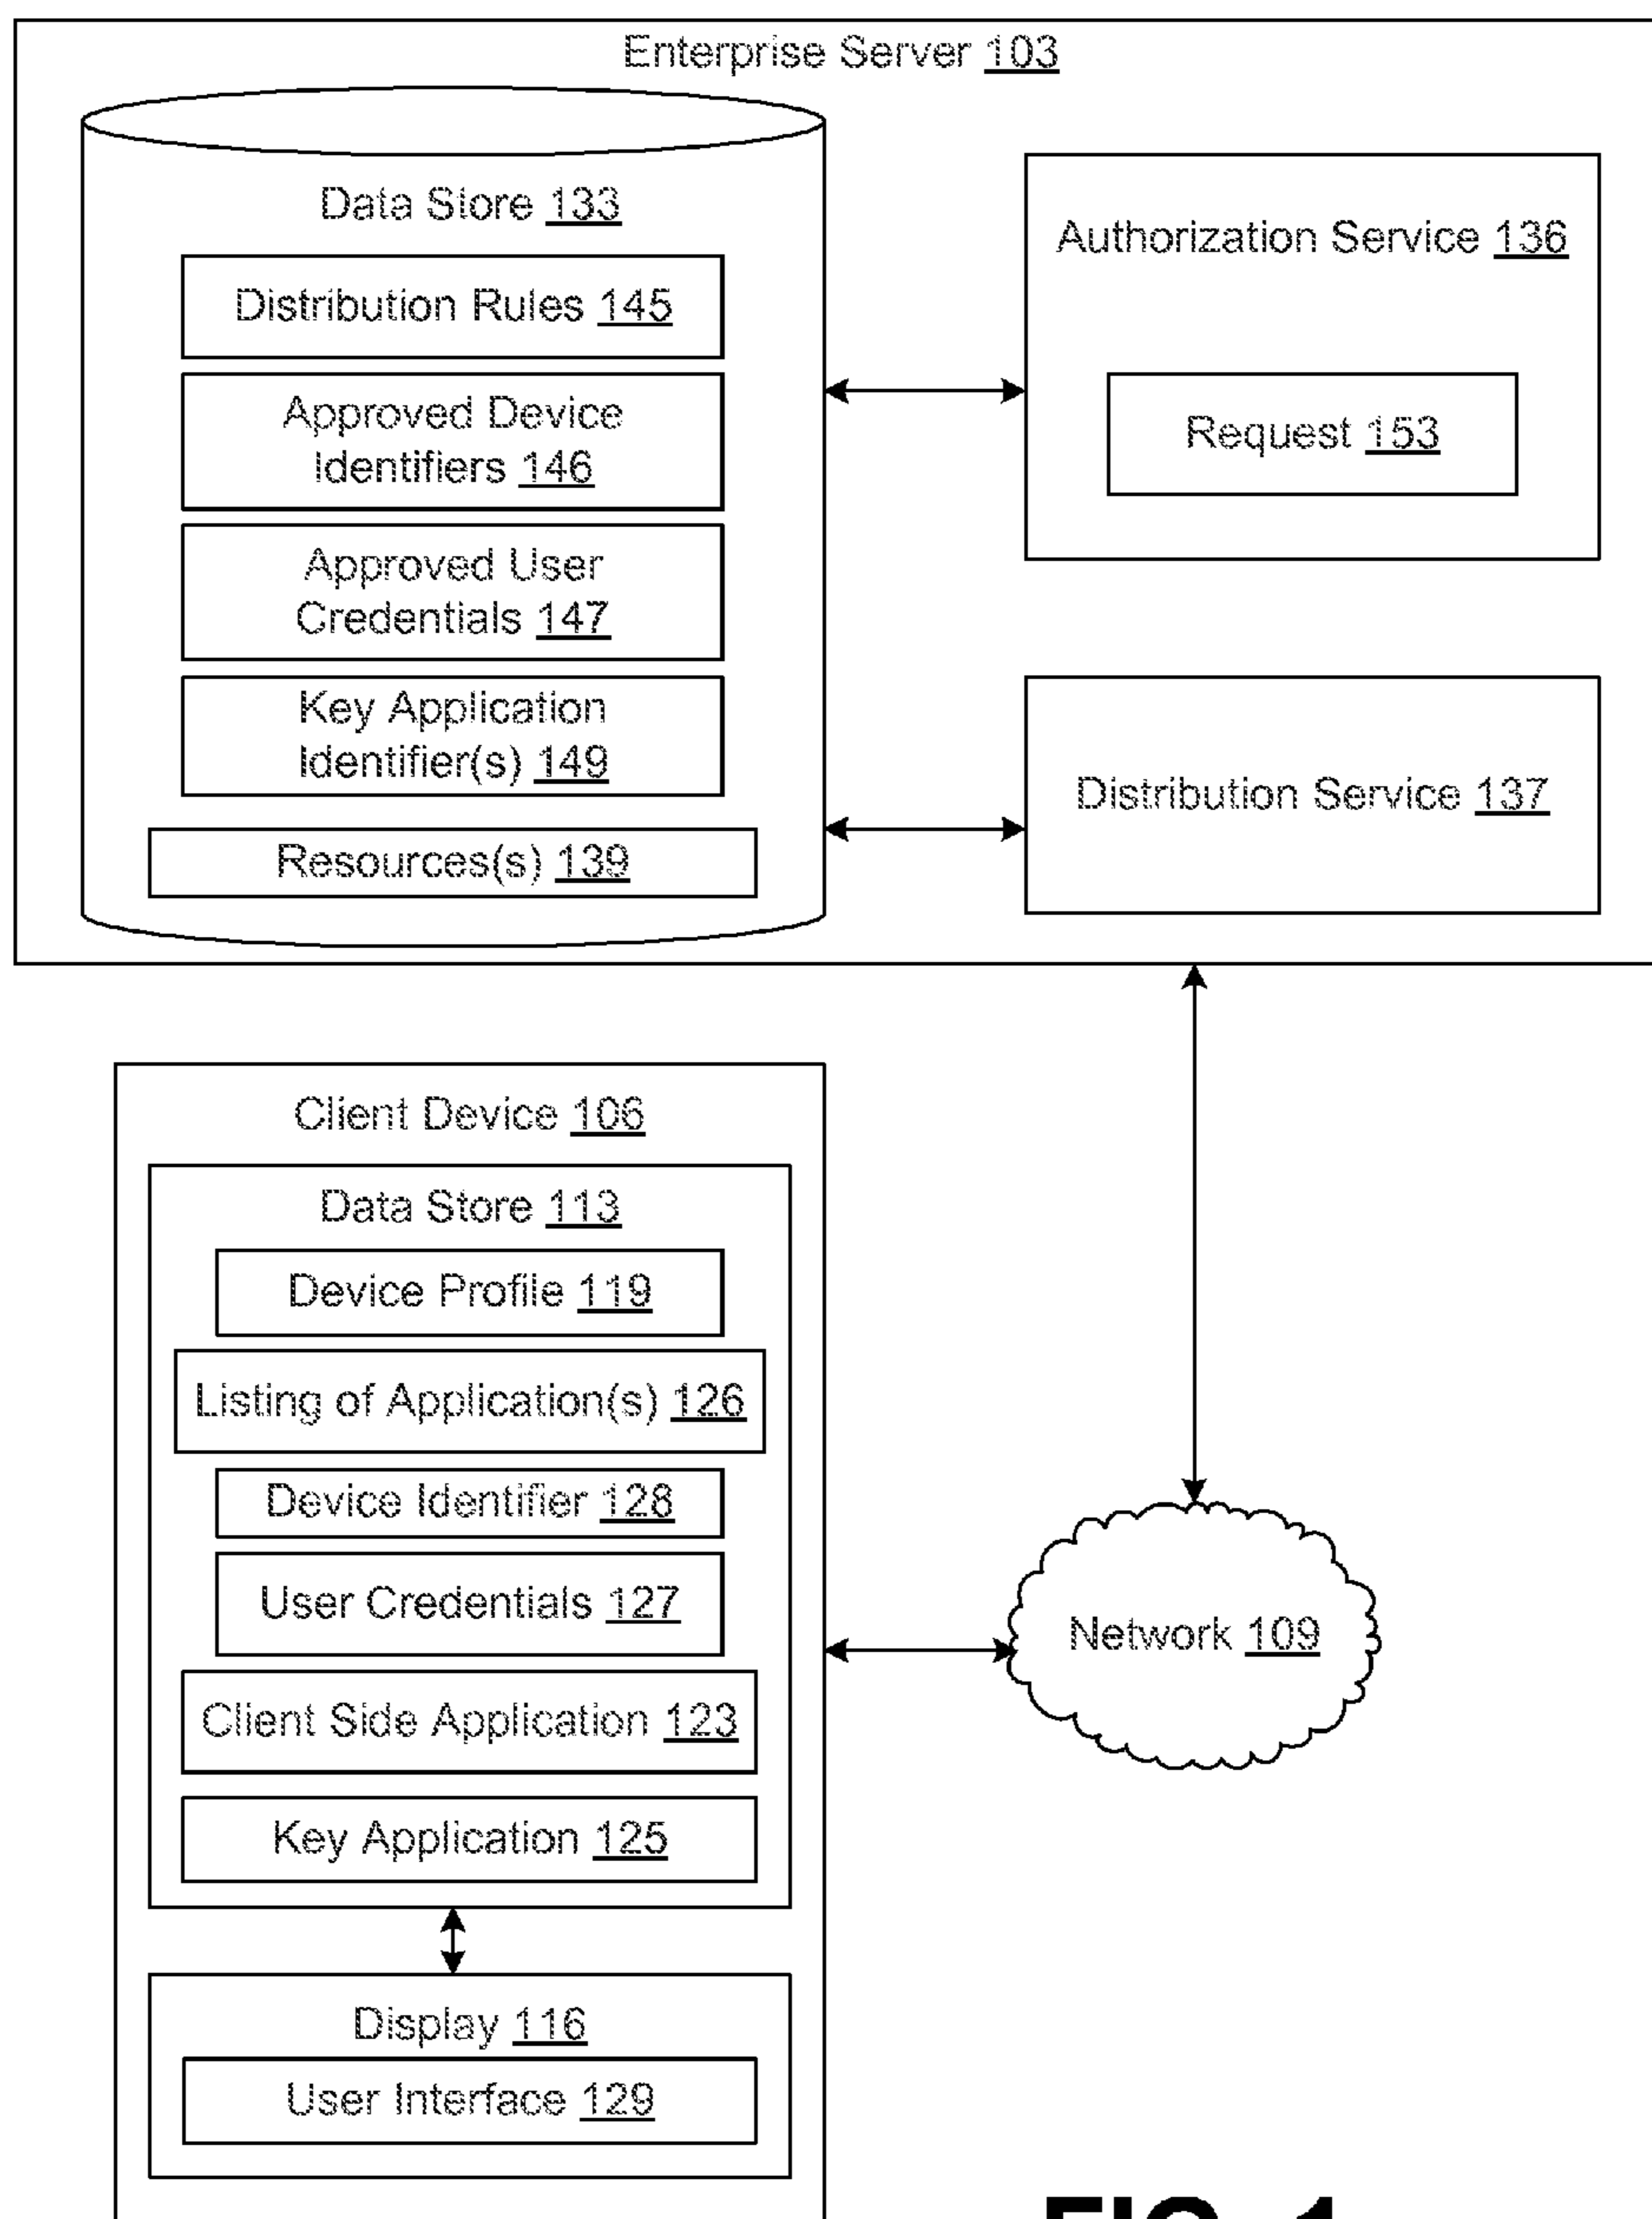 Enterprise Server 103
Data Store 133
Distribution Rules 145
Approved Device
Identifiers 146
Approved User
Credentials 147
Key Application
Identifier(s) 149
Resources(s) 139
Authorization Service 136
Request 153
Distribution Service 137
Client Device 106
Data Store 113
Device Profile 119
Listing of Application(s) 126
Device Identifier 128
User Credentials 127
Client Side Application 123
Key Application 125
Display 116
User Interface 129
Network 109
FIG. 1